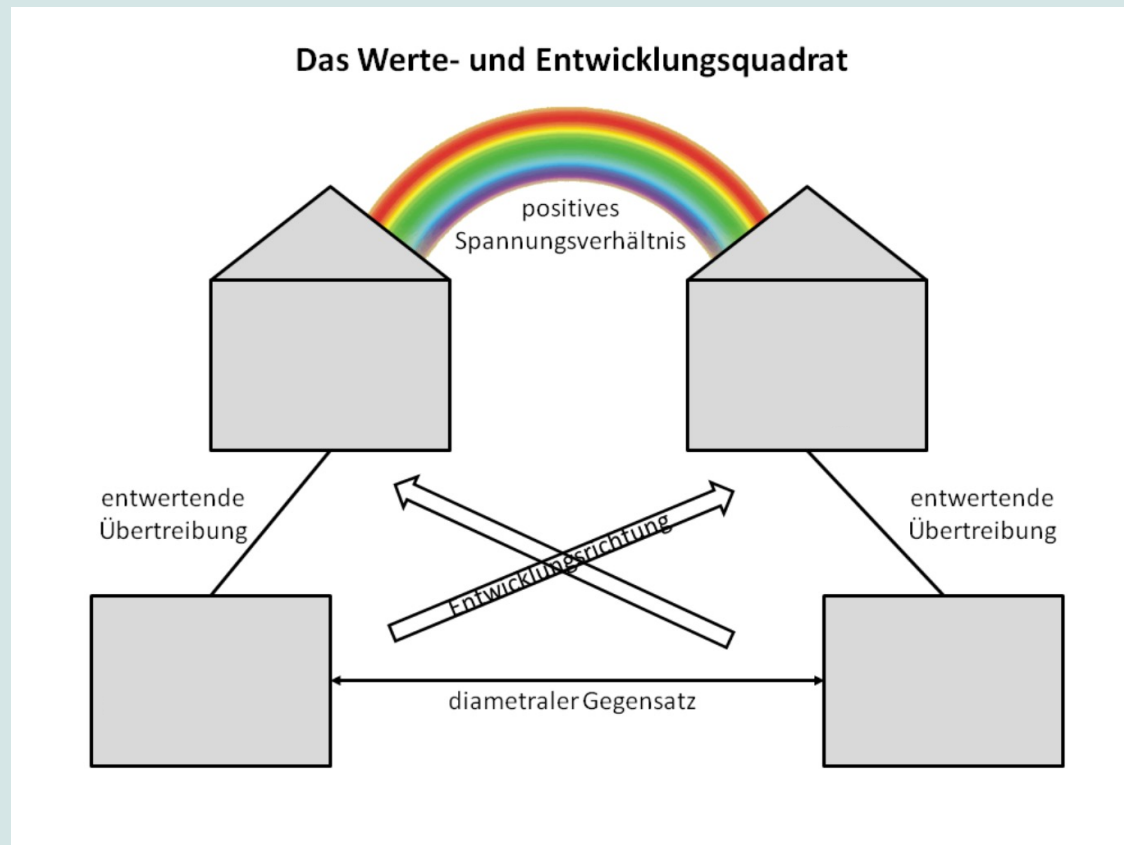 Das Werte- und Entwicklungsquadrat
positives
Spannungsverhältnis
entwertende
Übertreibung
entwertende
Übertreibung
Entwicklungsrichtung
diametraler Gegensatz